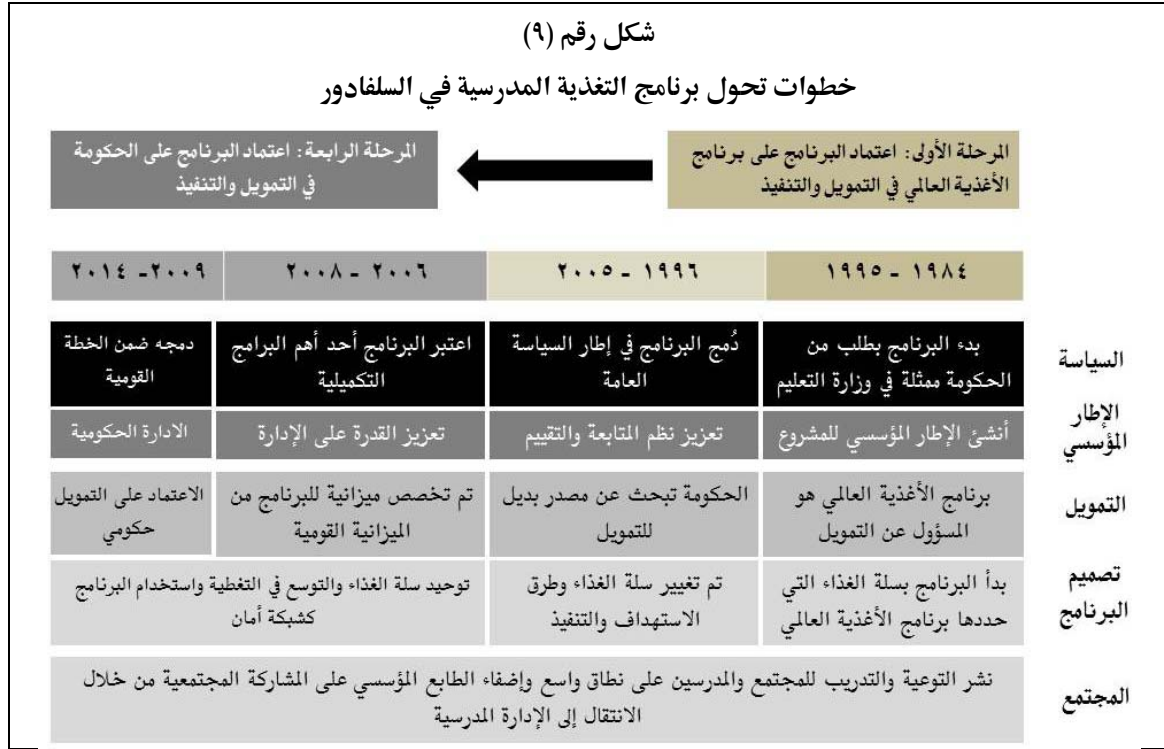 شكل رقم (٩)
خطوات تحول برنامج التغذية المدرسية في السلفادور
المرحلة الأولى: اعتماد البرنامج على برنامج
الأغذية العالمي في التمويل والتنفيذ
المرحلة الرابعة: اعتماد البرنامج على الحكومة
في التمويل والتنفيذ
١٩٨٤ - ١٩٩٥
١٩٩٦ - ٢٠٠٥
٢٠٠٦ - ٢٠٠٨
٢٠٠٩- ٢٠١٤
السياسة
بدء البرنامج بطلب من
الحكومة ممثلة في وزارة التعليم
دُمج البرنامج في إطار السياسة
العامة
اعتبر البرنامج أحد أهم البرامج
التكميلية
دمجه ضمن الخطة
القومية
الإطار
المؤسسي
أنشئ الإطار المؤسسي للمشروع
تعزيز نظم المتابعة والتقييم
تعزيز القدرة على الإدارة
الادارة الحكومية
التمويل
برنامج الأغذية العالمي هو
المسؤول عن التمويل
الحكومة تبحث عن مصدر بديل
للتمويل
تم تخصص ميزانية للبرنامج من
الميزانية القومية
الاعتماد على التمويل
حكومي
تصميم
البرنامج
بدأ البرنامج بسلة الغذاء التي
حددها برنامج الأغذية العالمي
تم تغيير سلة الغذاء وطرق
الاستهداف والتنفيذ
توحيد سلة الغذاء والتوسع في التغطية واستخدام البرنامج
كشبكة أمان
المجتمع
نشر التوعية والتدريب للمجتمع والمدرسين على نطاق واسع وإضفاء الطابع المؤسسي على المشاركة المجتمعية من خلال
الانتقال إلى الإدارة المدرسية